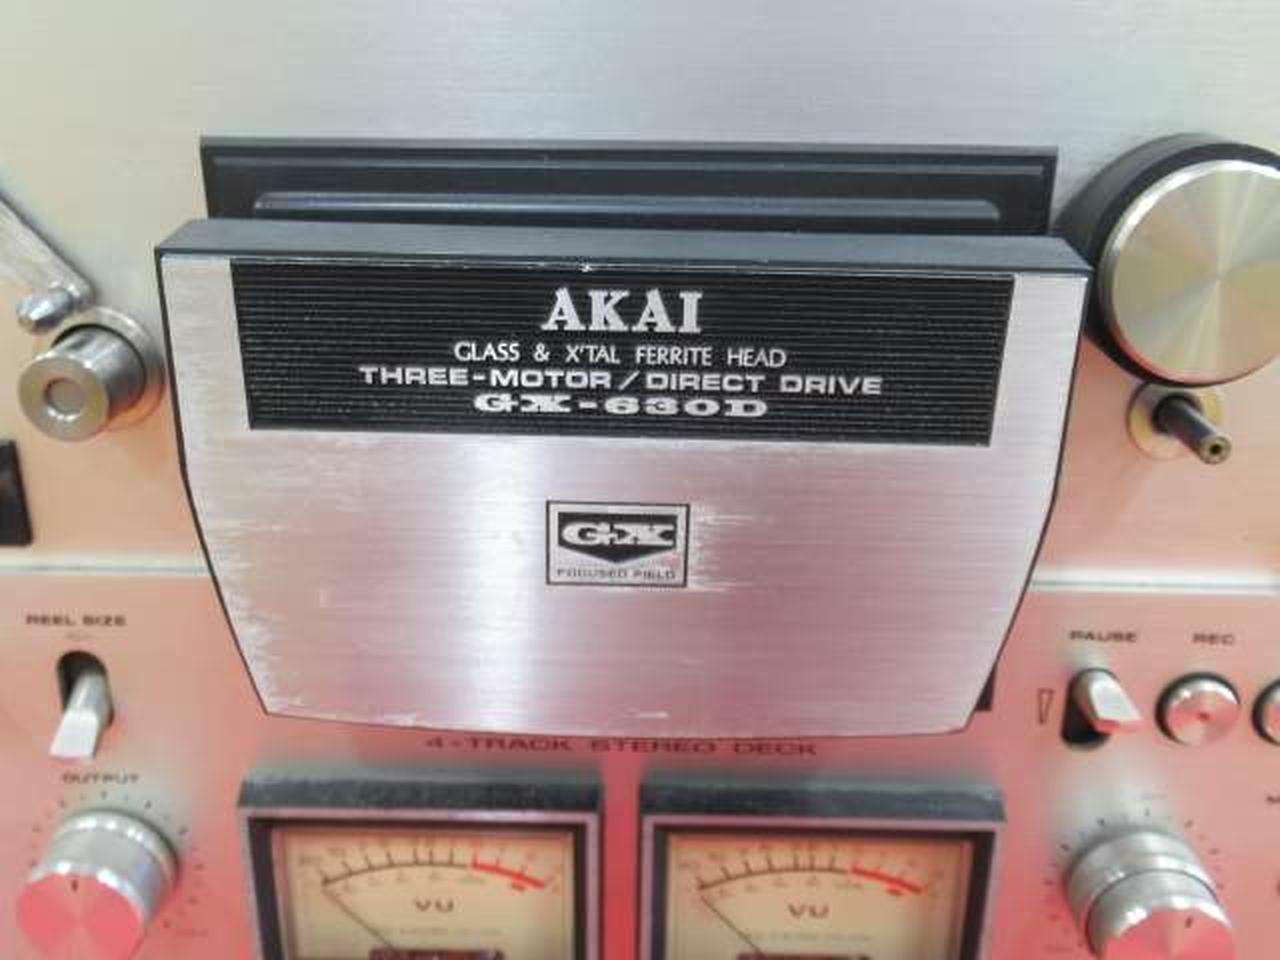 AKAI
GLASS & X'TAL FERRITE HEAD
THREE-MOTOR/DIRECT DRIVE
GX-630D
GX
FOCUSED FIELD
REEL SIZE
PAUSE
REC
4-TRACK STEREO DECK
OUTPUT
VU
VU